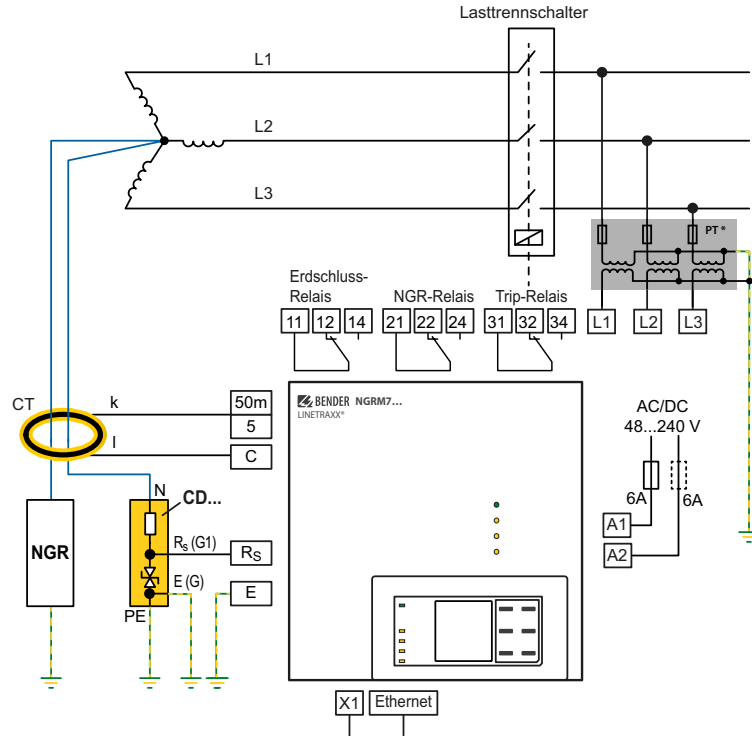 Lasttrennschalter
L1
L2
L3
PT *
Erdschluss-
Relais
NGR-Relais
Trip-Relais
11 12 14
21 22 24
31 32 34
L1 L2 L3
CT
k
50m
5
l
C
BENDER NGRM7...
LINETRAXX®
AC/DC
48...240 V
6A
6A
A1
A2
N
CD...
NGR
Rs (G1)
Rs
E (G)
E
PE
X1
Ethernet